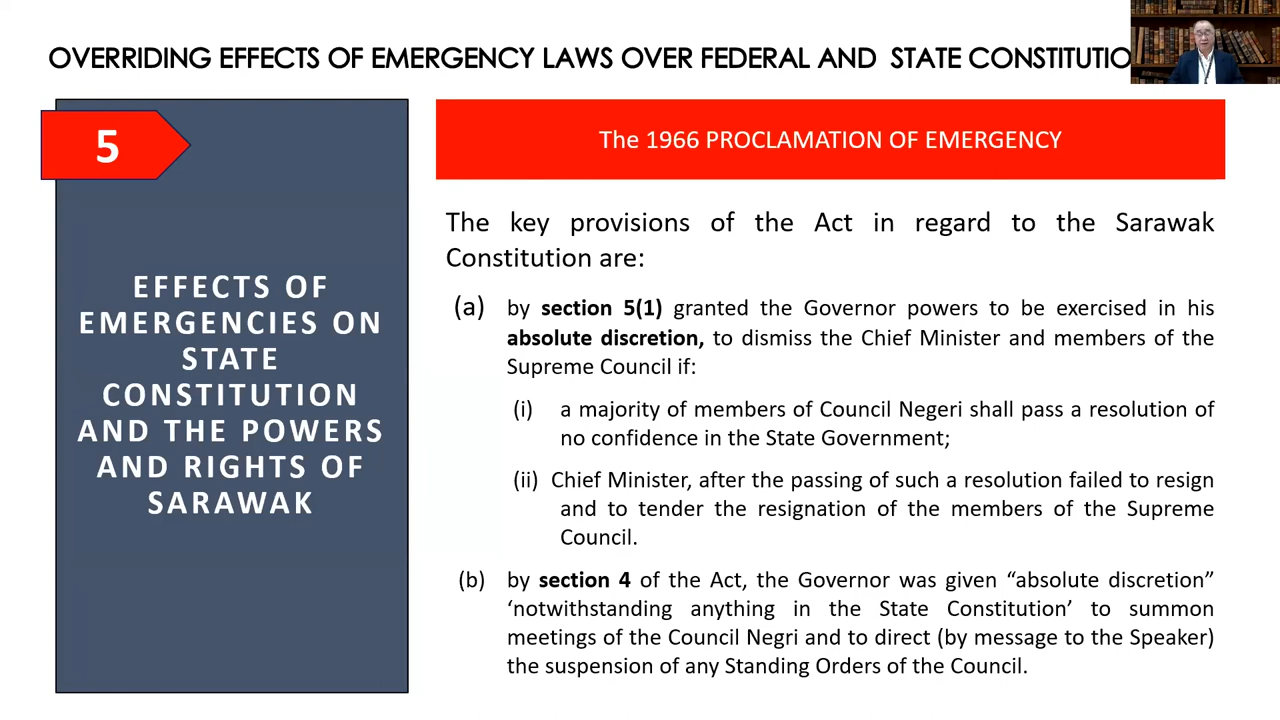 OVERRIDING EFFECTS OF EMERGENCY LAWS OVER FEDERAL AND STATE CONSTITUTIO
5
EFFECTS OF
EMERGENCIES ON
STATE
CONSTITUTION
AND THE POWERS
AND RIGHTS OF
SARAWAK
The 1966 PROCLAMATION OF EMERGENCY
The key provisions of the Act in regard to the Sarawak
Constitution are:
(a) by section 5(1) granted the Governor powers to be exercised in his
absolute discretion, to dismiss the Chief Minister and members of the
Supreme Council if:
(i) a majority of members of Council Negeri shall pass a resolution of
no confidence in the State Government;
(ii) Chief Minister, after the passing of such a resolution failed to resign
and to tender the resignation of the members of the Supreme
Council.
(b) by section 4 of the Act, the Governor was given “absolute discretion”
‘notwithstanding anything in the State Constitution’ to summon
meetings of the Council Negri and to direct (by message to the Speaker)
the suspension of any Standing Orders of the Council.